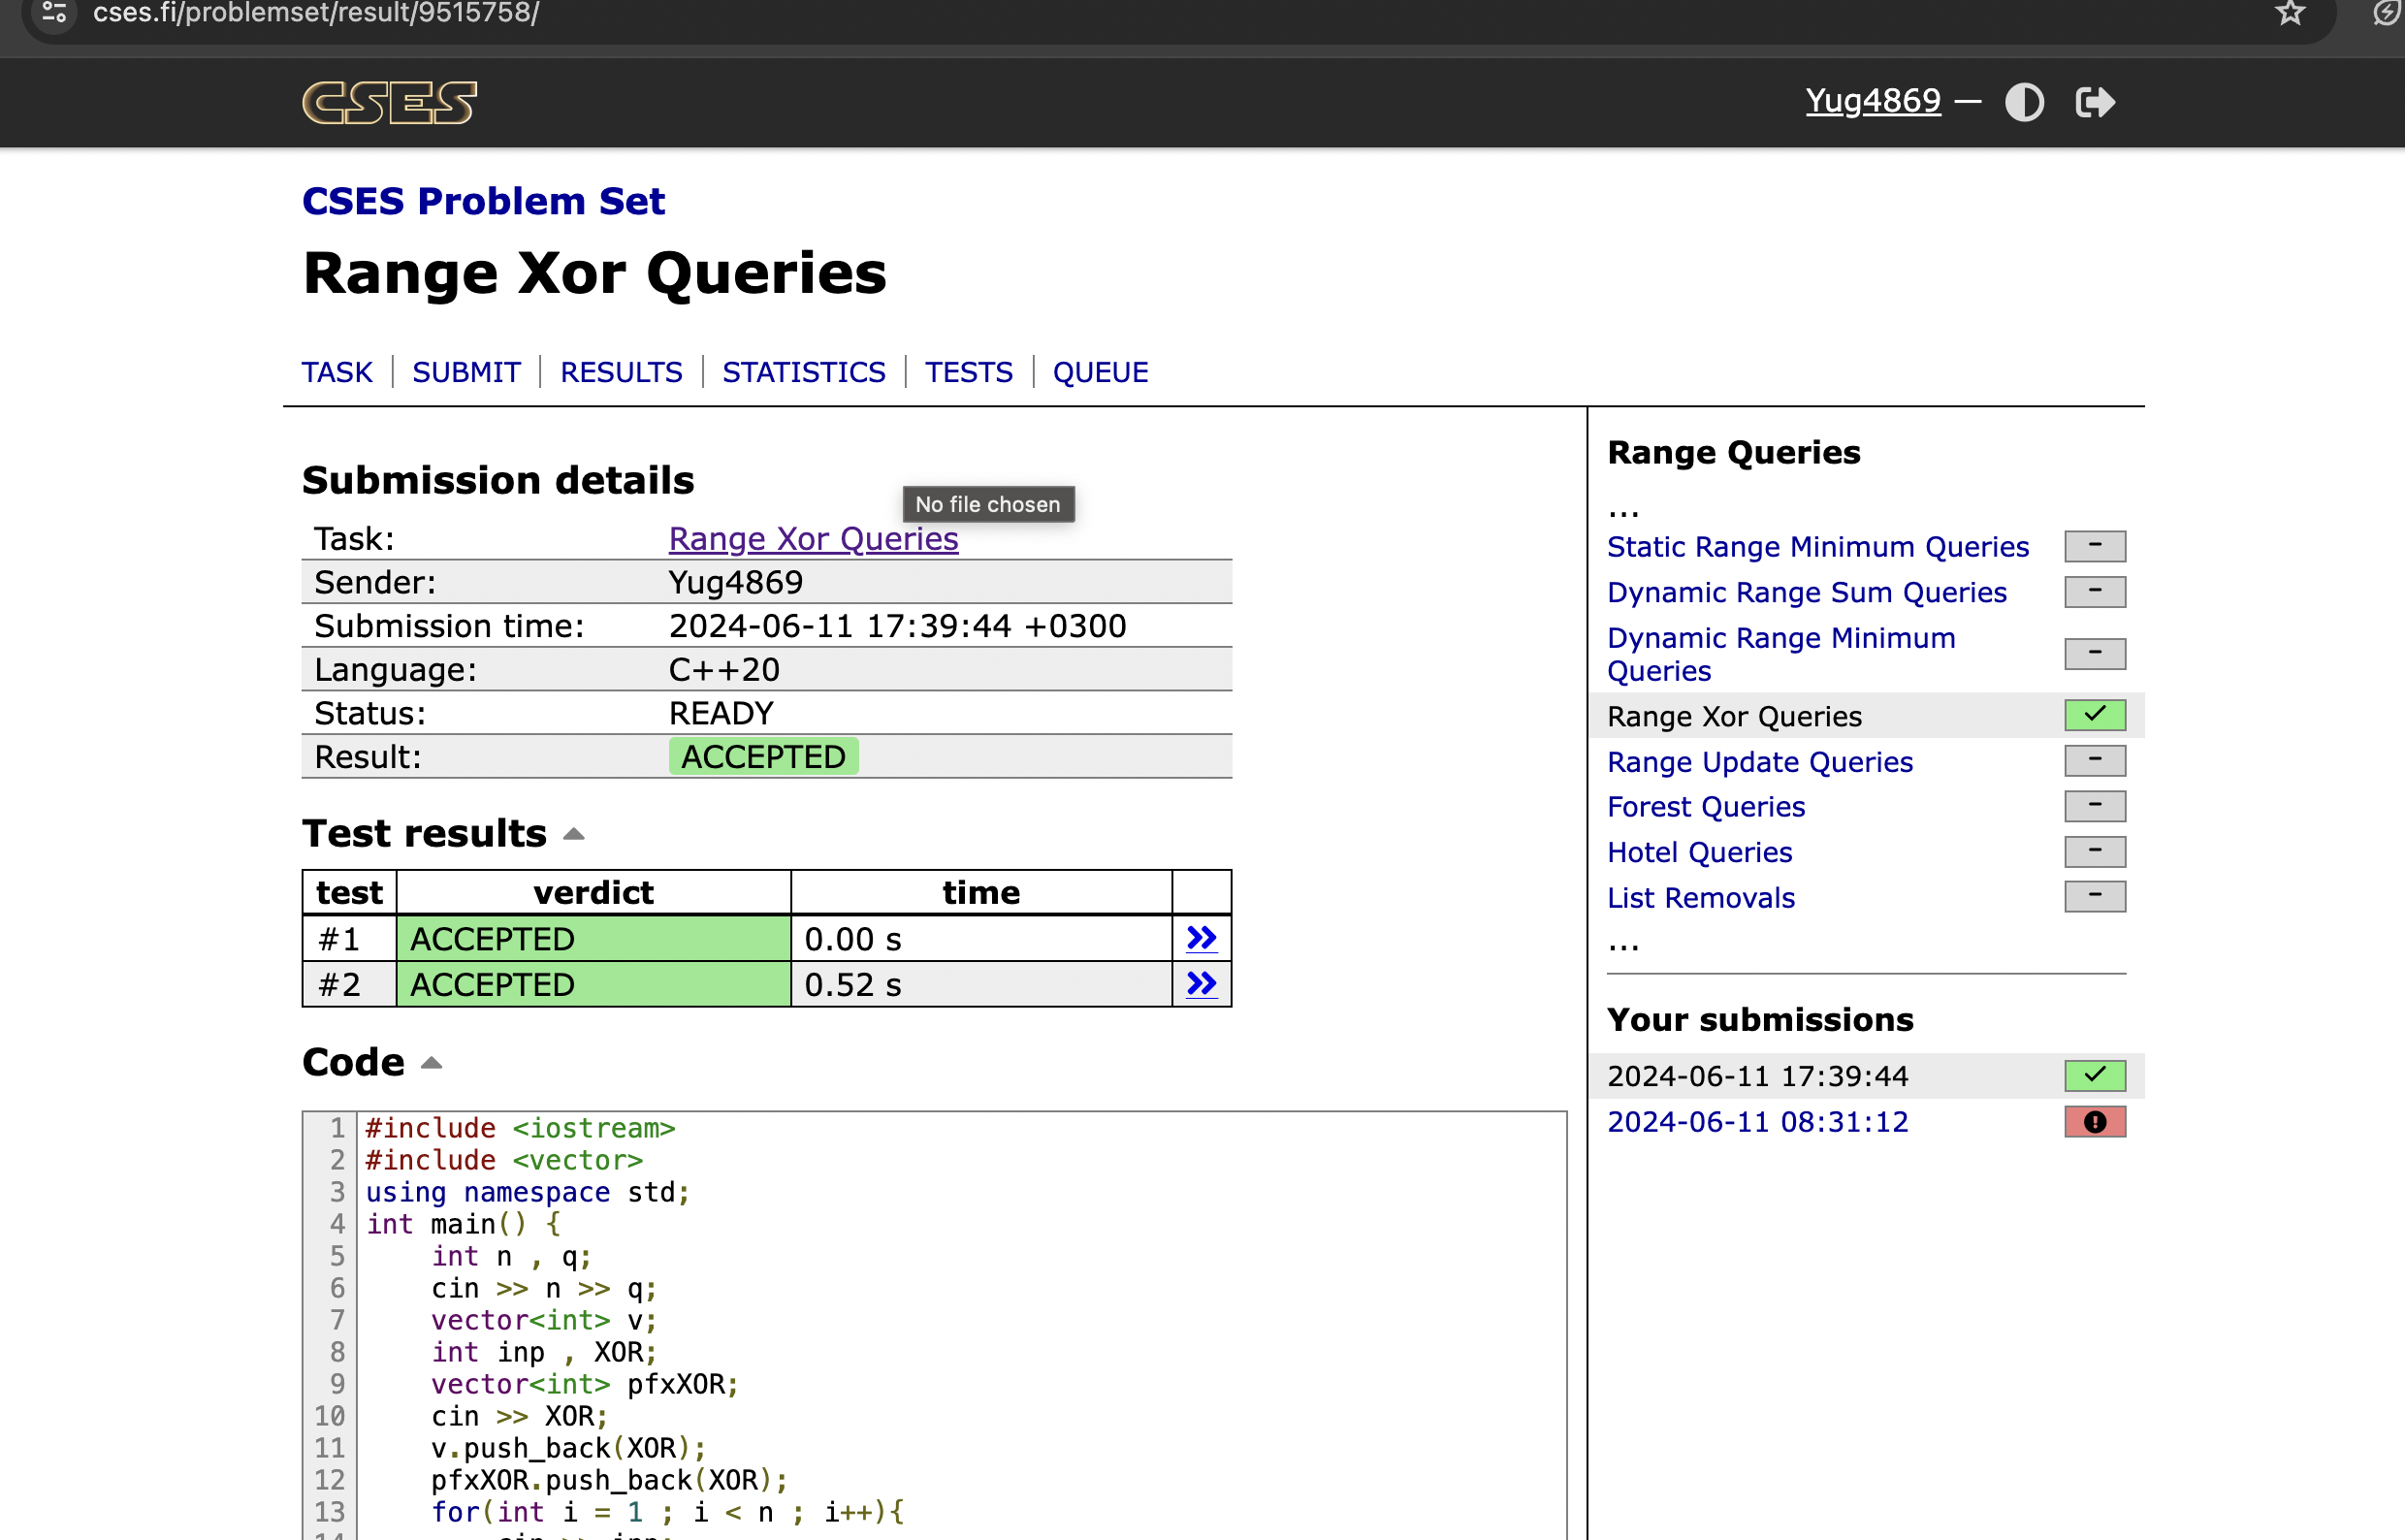 cses.fi/problemset/result/9515758/
CSES
Yug4869 —
CSES Problem Set
Range Xor Queries
TASK | SUBMIT | RESULTS | STATISTICS | TESTS | QUEUE
Submission details
No file chosen
Task: Range Xor Queries
Sender: Yug4869
Submission time: 2024-06-11 17:39:44 +0300
Language: C++20
Status: READY
Result: ACCEPTED
Test results
test verdict time
#1 ACCEPTED 0.00 s >>
#2 ACCEPTED 0.52 s >>
Code
1 #include <iostream>
2 #include <vector>
3 using namespace std;
4 int main() {
5 int n , q;
6 cin >> n >> q;
7 vector<int> v;
8 int inp , XOR;
9 vector<int> pfxXOR;
10 cin >> XOR;
11 v.push_back(XOR);
12 pfxXOR.push_back(XOR);
13 for(int i = 1 ; i < n ; i++){
Range Queries
...
Static Range Minimum Queries -
Dynamic Range Sum Queries -
Dynamic Range Minimum
Queries -
Range Xor Queries ✓
Range Update Queries -
Forest Queries -
Hotel Queries -
List Removals -
...
Your submissions
2024-06-11 17:39:44 ✓
2024-06-11 08:31:12 !